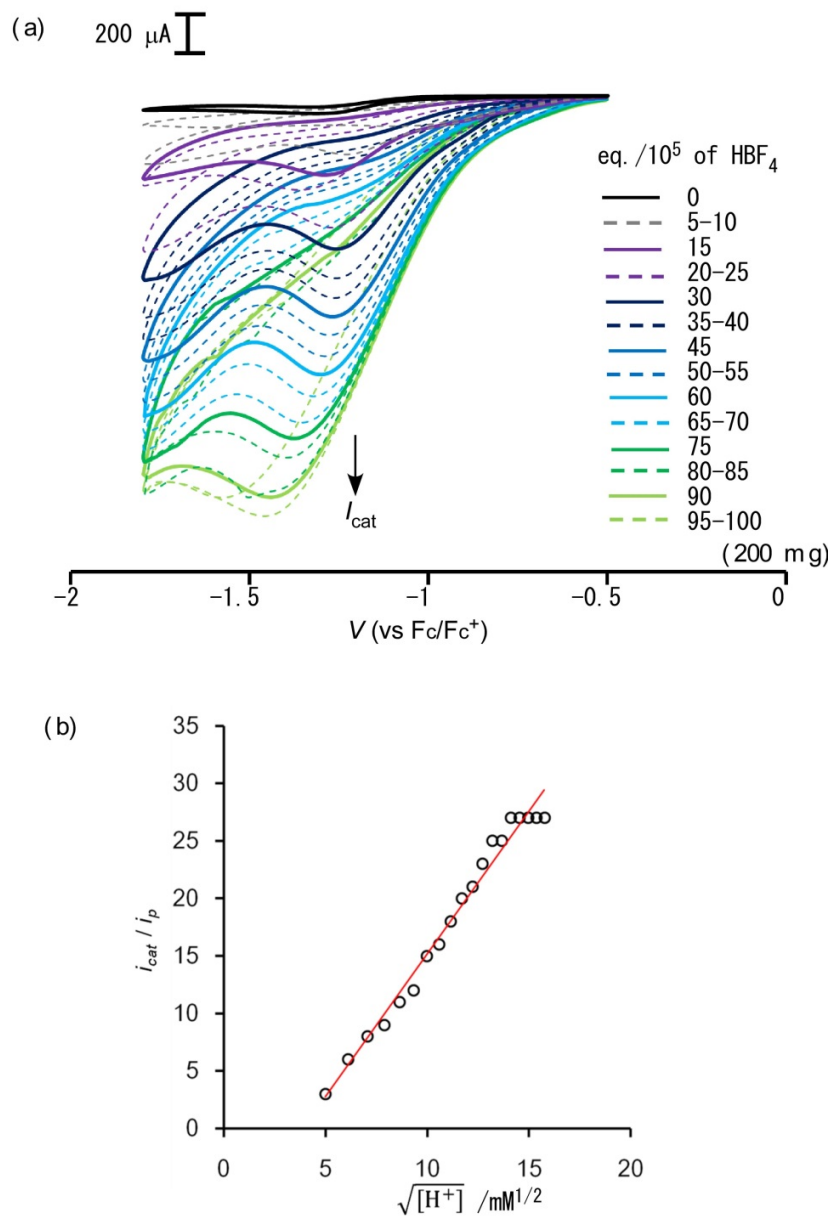 (a)
200 μA
eq./10⁵ of HBF₄
0
5-10
15
20-25
30
35-40
45
50-55
60
65-70
75
80-85
90
95-100
(200 mg)
I_cat
-2 -1.5 -1 -0.5 0
V (vs Fc/Fc⁺)
(b)
35
30
25
20
15
10
5
0
i_cat / i_p
0 5 10 15 20
√[H⁺] /mM^1/2